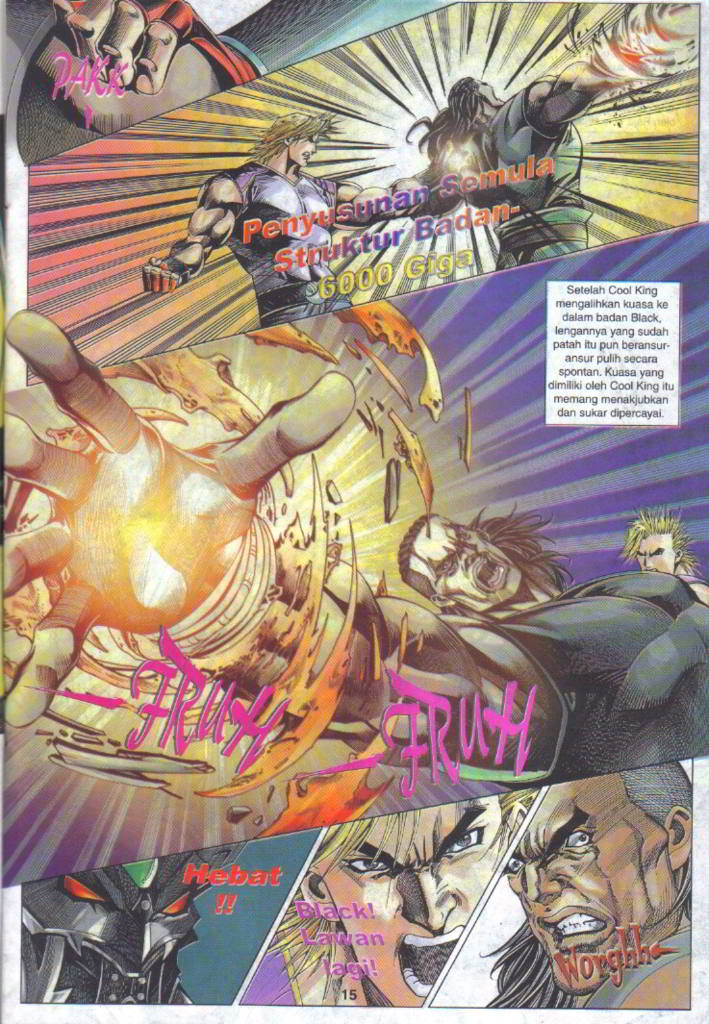 PAKK
Penyusunan Semula
Struktur Badan-
6000 Giga
Setelah Cool King
mengalihkan kuasa ke
dalam badan Black,
lengannya yang sudah
patah itu pun beransur-
ansur pulih secara
spontan. Kuasa yang
dimiliki oleh Cool King itu
memang menakjubkan
dan sukar dipercayai.
FRUH
FRUH
Hebat
!!
Black!
Lawan
lagi!
Worghh
15